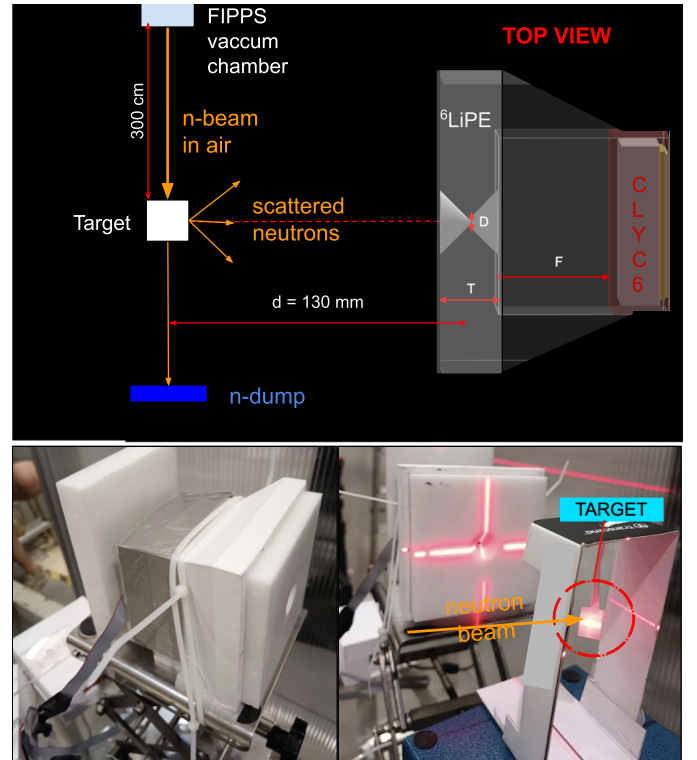 FIPPS
vaccum
chamber
TOP VIEW
300 cm
n-beam
in air
⁶LiPE
Target
scattered
neutrons
D
F
T
C
L
Y
C
6
d = 130 mm
n-dump
TARGET
Transcend
neutron
beam